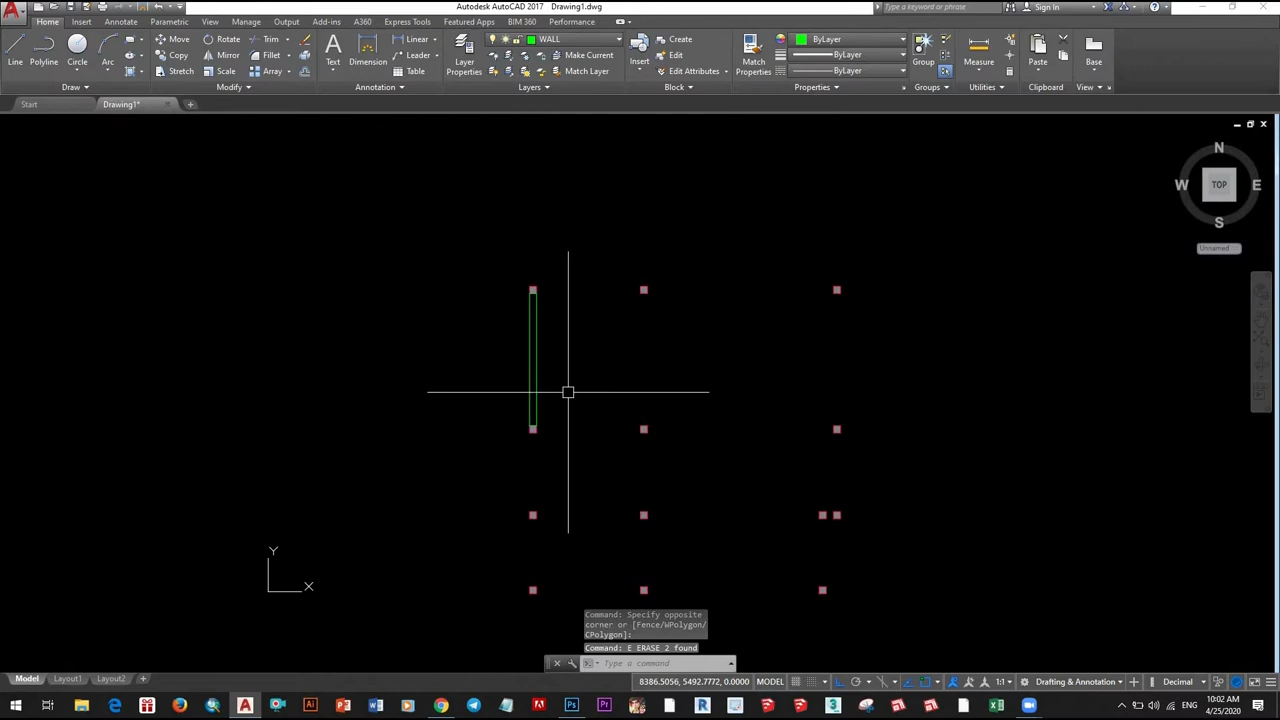 Autodesk AutoCAD 2017 Drawing1.dwg
Type a keyword or phrase
Sign In
Home Insert Annotate Parametric View Manage Output Add-ins A360 Express Tools Featured Apps BIM 360 Performance
Line Polyline Circle Arc
Move Rotate Trim
Copy Mirror Fillet
Stretch Scale Array
Text Dimension
Linear
Leader
Table
Layer Properties
WALL
Make Current
Match Layer
Insert
Create
Edit
Edit Attributes
Match Properties
ByLayer
ByLayer
ByLayer
Group
Measure
Paste
Base
Draw Modify Annotation Layers Block Properties Groups Utilities Clipboard View
Start Drawing1*
N
W TOP E
S
Unnamed
Y
X
Command: Specify opposite
corner or [Fence/WPolygon/
CPolygon]:
Command: E ERASE 2 found
Type a command
Model Layout1 Layout2
8386.5056, 5492.7772, 0.0000 MODEL
1:1
Drafting & Annotation
Decimal
ENG
10:02 AM
4/25/2020